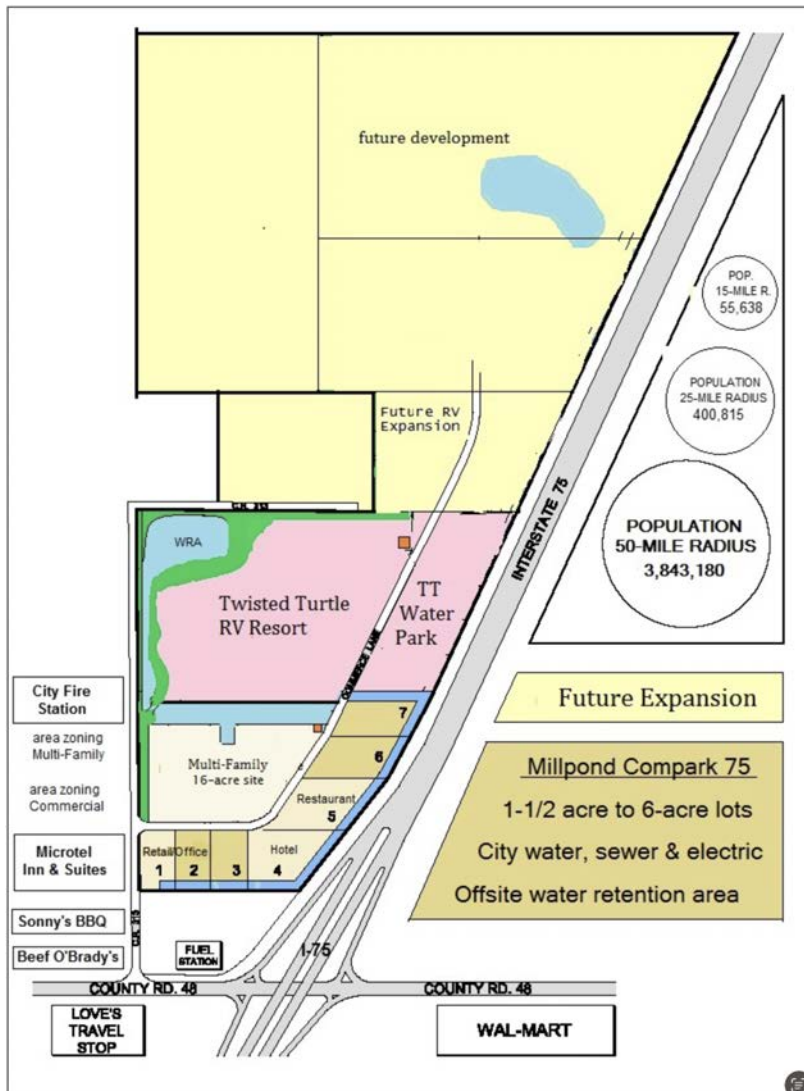 future development
POP.
15-MILE R.
55,638
POPULATION
25-MILE RADIUS
400,815
Future RV
Expansion
POPULATION
50-MILE RADIUS
3,843,180
INTERSTATE 75
WRA
Twisted Turtle
RV Resort
TT
Water
Park
COMMERCE LANE
City Fire
Station
area zoning
Multi-Family
area zoning
Commercial
Microtel
Inn & Suites
Sonny's BBQ
Beef O'Brady's
Multi-Family
16-acre site
7
6
Restaurant
5
Retail/Office
Hotel
1
2
3
4
Future Expansion
Millpond Compark 75
1-1/2 acre to 6-acre lots
City water, sewer & electric
Offsite water retention area
FUEL
STATION
I-75
COUNTY RD. 48
COUNTY RD. 48
LOVE'S
TRAVEL
STOP
WAL-MART